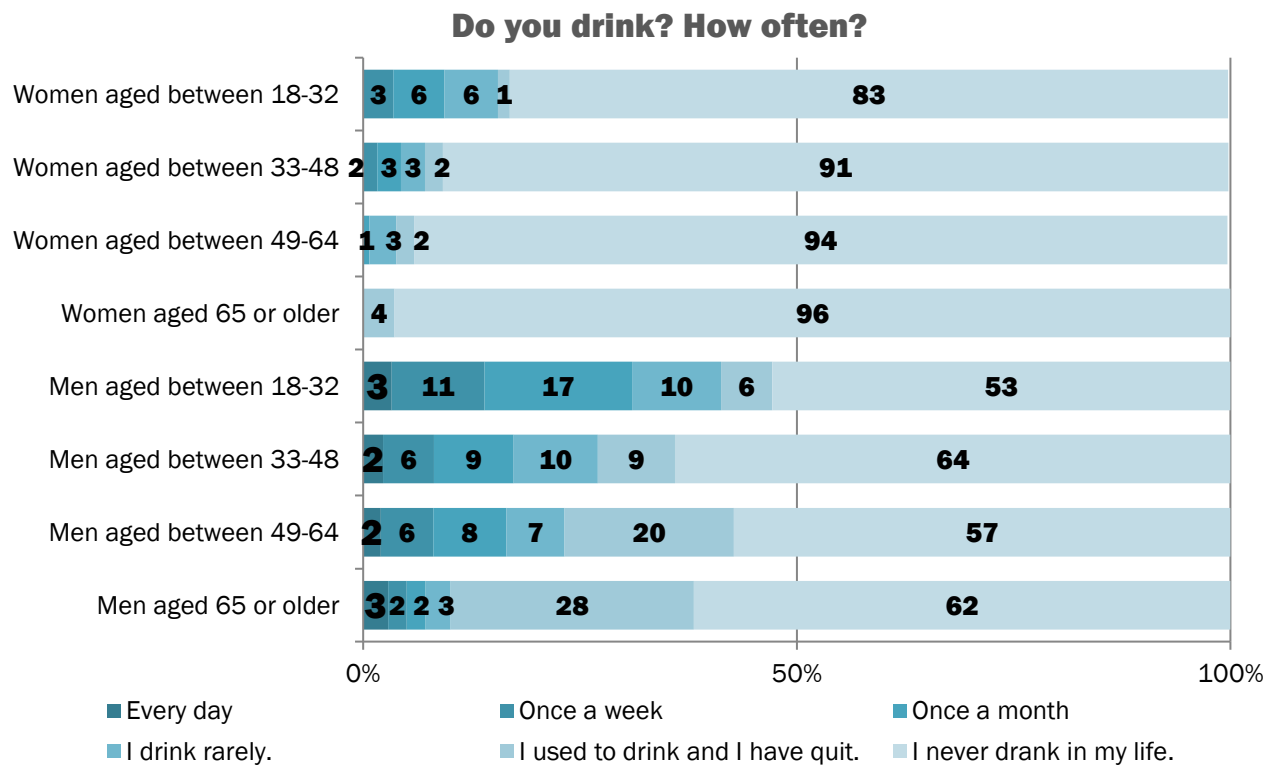 Do you drink? How often?
Women aged between 18-32 3 6 6 1 83
Women aged between 33-48 2 3 3 2 91
Women aged between 49-64 1 3 2 94
Women aged 65 or older 4 96
Men aged between 18-32 3 11 17 10 6 53
Men aged between 33-48 2 6 9 10 9 64
Men aged between 49-64 2 6 8 7 20 57
Men aged 65 or older 3 2 2 3 28 62
0% 50% 100%
Every day Once a week Once a month
I drink rarely. I used to drink and I have quit. I never drank in my life.